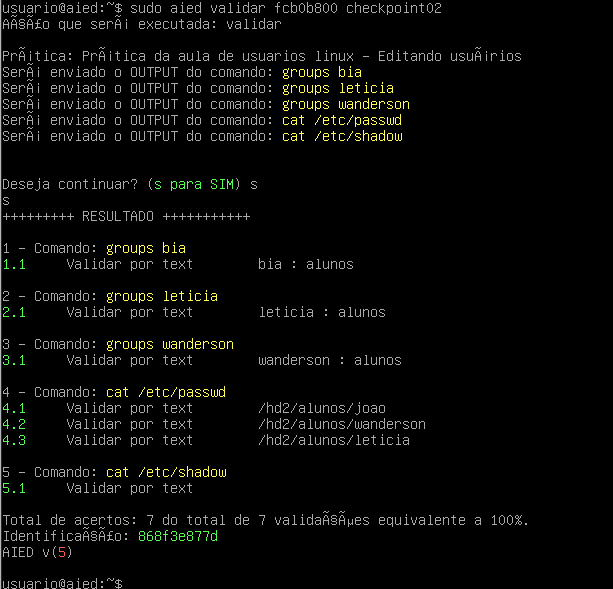 usuario@aied:~$ sudo aied validar fcb0b800 checkpoint02
AÃ§Ã£o que serÃ¡ executada: validar
PrÃ¡tica: PrÃ¡tica da aula de usuarios linux - Editando usuÃ¡rios
SerÃ¡ enviado o OUTPUT do comando: groups bia
SerÃ¡ enviado o OUTPUT do comando: groups leticia
SerÃ¡ enviado o OUTPUT do comando: groups wanderson
SerÃ¡ enviado o OUTPUT do comando: cat /etc/passwd
SerÃ¡ enviado o OUTPUT do comando: cat /etc/shadow
Deseja continuar? (s para SIM) s
s
+++++++++ RESULTADO +++++++++++
1 - Comando: groups bia
1.1 Validar por text bia : alunos
2 - Comando: groups leticia
2.1 Validar por text leticia : alunos
3 - Comando: groups wanderson
3.1 Validar por text wanderson : alunos
4 - Comando: cat /etc/passwd
4.1 Validar por text /hd2/alunos/joao
4.2 Validar por text /hd2/alunos/wanderson
4.3 Validar por text /hd2/alunos/leticia
5 - Comando: cat /etc/shadow
5.1 Validar por text
Total de acertos: 7 do total de 7 validaÃ§Ãµes equivalente a 100%.
IdentificaÃ§Ã£o: 868f3e877d
AIED v(5)
usuario@aied:~$